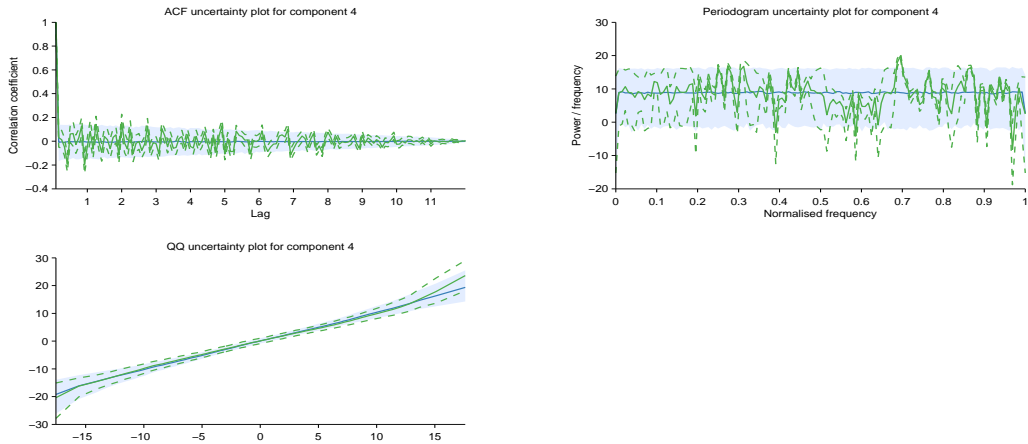 ACF uncertainty plot for component 4
1
0.8
0.6
0.4
0.2
0
−0.2
−0.4
Correlation coefficient
1 2 3 4 5 6 7 8 9 10 11
Lag
Periodogram uncertainty plot for component 4
30
20
10
0
−10
−20
Power / frequency
0 0.1 0.2 0.3 0.4 0.5 0.6 0.7 0.8 0.9 1
Normalised frequency
QQ uncertainty plot for component 4
30
20
10
0
−10
−20
−30
−15 −10 −5 0 5 10 15